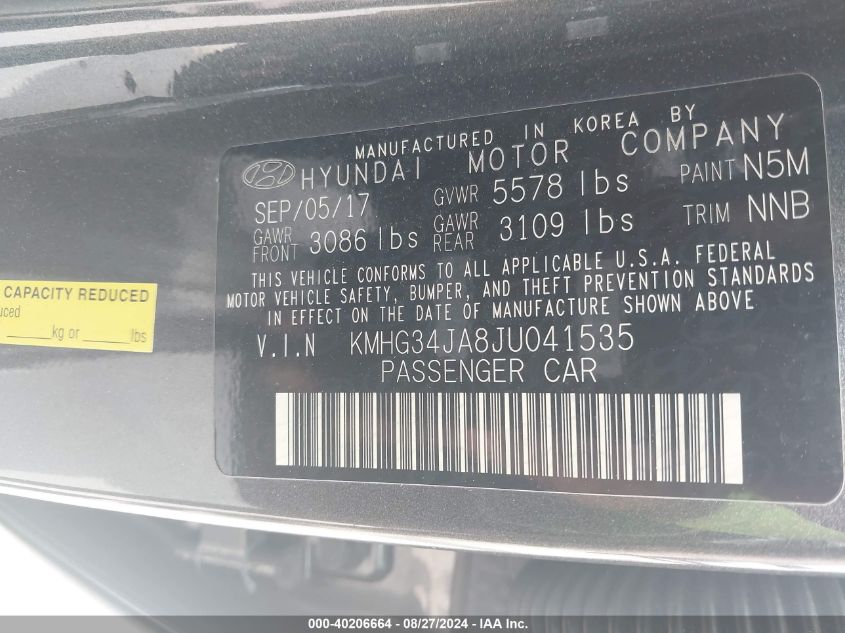 MANUFACTURED IN KOREA BY
HYUNDAI MOTOR COMPANY
SEP/05/17 GVWR 5578 lbs PAINT N5M
GAWR FRONT 3086 lbs GAWR REAR 3109 lbs TRIM NNB
THIS VEHICLE CONFORMS TO ALL APPLICABLE U.S.A. FEDERAL
MOTOR VEHICLE SAFETY, BUMPER, AND THEFT PREVENTION STANDARDS
IN EFFECT ON THE DATE OF MANUFACTURE SHOWN ABOVE
V.I.N KMHG34JA8JU041535
PASSENGER CAR
CAPACITY REDUCED
uced
____kg or ____lbs
000-40206664 - 08/27/2024 - IAA Inc.